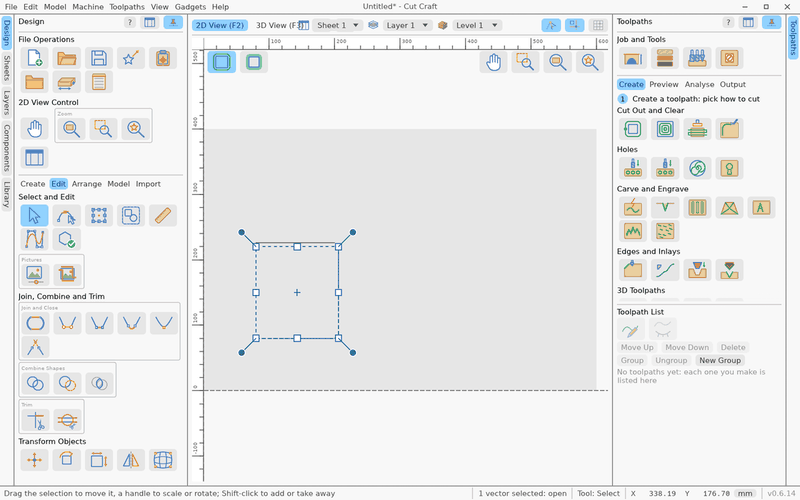 Untitled* - Cut Craft
File Edit Model Machine Toolpaths View Gadgets Help
Design
Sheets
Layers
Components
Library
Design ?
File Operations
2D View Control
Zoom
Create Edit Arrange Model Import
Select and Edit
Pictures
Join, Combine and Trim
Join and Close
Combine Shapes
Trim
Transform Objects
2D View (F2) 3D View (F3) Sheet 1 Layer 1 Level 1
100 200 300 400 500 600
500
400
300
200
100
0
-100
Toolpaths ?
Job and Tools
Create Preview Analyse Output
1 Create a toolpath: pick how to cut
Cut Out and Clear
Holes
Carve and Engrave
Edges and Inlays
3D Toolpaths
Toolpath List
Move Up Move Down Delete
Group Ungroup New Group
No toolpaths yet: each one you make is
listed here
Toolpaths
Drag the selection to move it, a handle to scale or rotate; Shift-click to add or take away 1 vector selected: open Tool: Select X 338.19 Y 176.70 mm v0.6.14